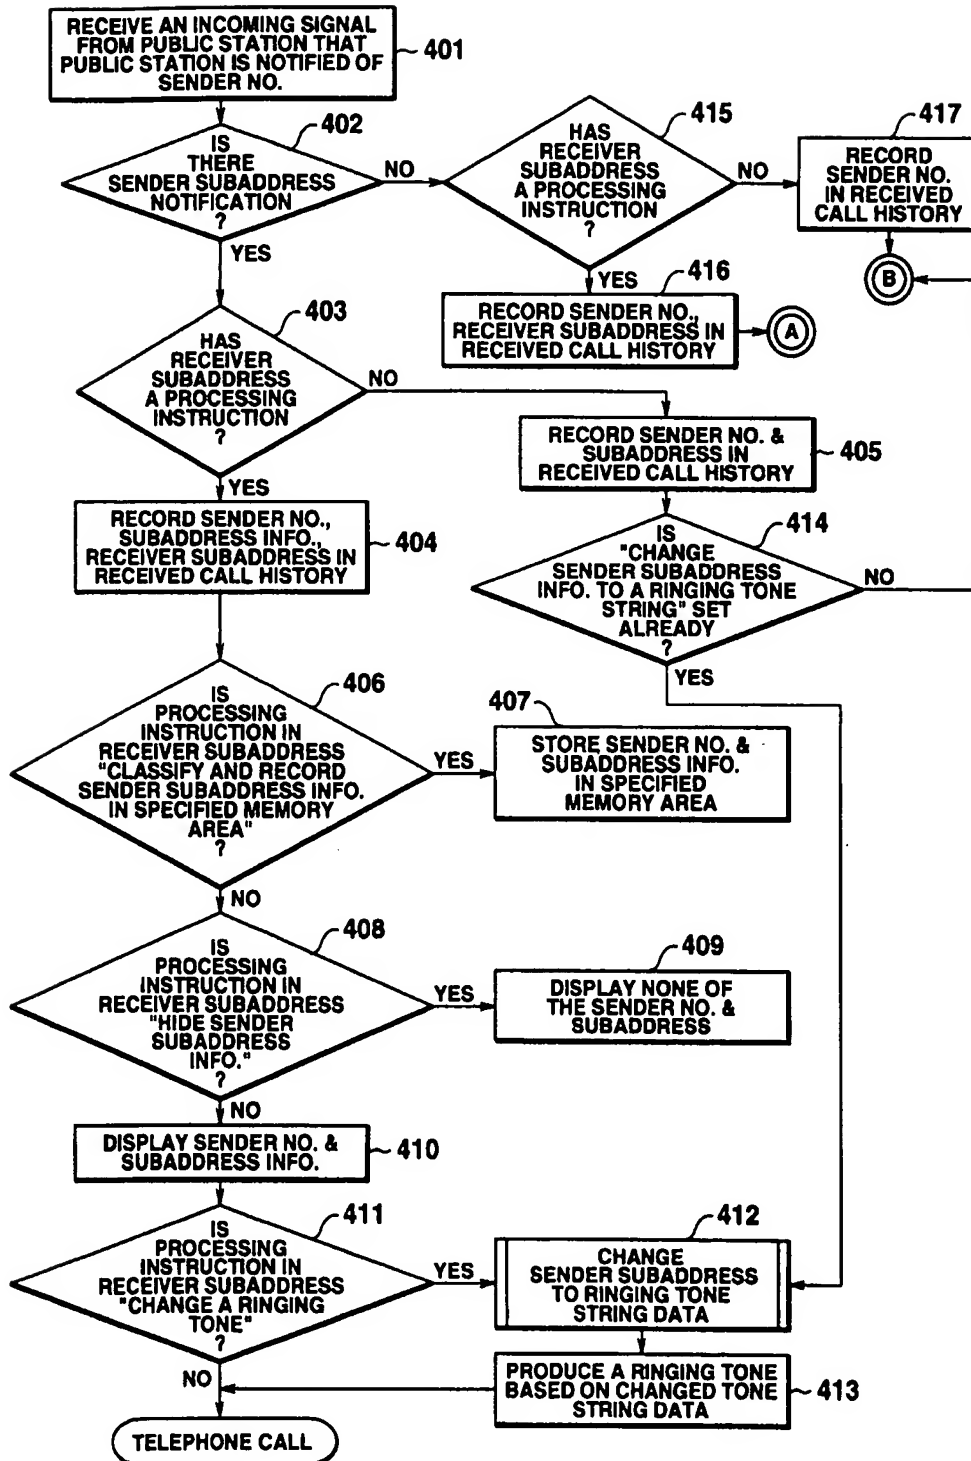 RECEIVE AN INCOMING SIGNAL
FROM PUBLIC STATION THAT
PUBLIC STATION IS NOTIFIED OF
SENDER NO.
401
402
IS
THERE
SENDER SUBADDRESS
NOTIFICATION
?
NO
YES
415
HAS
RECEIVER
SUBADDRESS
A PROCESSING
INSTRUCTION
?
NO
YES
417
RECORD
SENDER NO.
IN RECEIVED
CALL HISTORY
B
416
RECORD SENDER NO.,
RECEIVER SUBADDRESS IN
RECEIVED CALL HISTORY
A
403
HAS
RECEIVER
SUBADDRESS
A PROCESSING
INSTRUCTION
?
NO
YES
RECORD SENDER NO. &
SUBADDRESS IN
RECEIVED CALL HISTORY
405
RECORD SENDER NO.,
SUBADDRESS INFO.,
RECEIVER SUBADDRESS IN
RECEIVED CALL HISTORY
404
414
IS
"CHANGE
SENDER SUBADDRESS
INFO. TO A RINGING TONE
STRING" SET
ALREADY
?
NO
YES
406
IS
PROCESSING
INSTRUCTION IN
RECEIVER SUBADDRESS
"CLASSIFY AND RECORD
SENDER SUBADDRESS INFO.
IN SPECIFIED MEMORY
AREA"
?
YES
NO
407
STORE SENDER NO. &
SUBADDRESS INFO.
IN SPECIFIED
MEMORY AREA
408
IS
PROCESSING
INSTRUCTION IN
RECEIVER SUBADDRESS
"HIDE SENDER
SUBADDRESS
INFO."
?
YES
NO
409
DISPLAY NONE OF
THE SENDER NO. &
SUBADDRESS
DISPLAY SENDER NO. &
SUBADDRESS INFO.
410
411
IS
PROCESSING
INSTRUCTION IN
RECEIVER SUBADDRESS
"CHANGE A RINGING
TONE"
?
YES
NO
412
CHANGE
SENDER SUBADDRESS
TO RINGING TONE
STRING DATA
PRODUCE A RINGING TONE
BASED ON CHANGED TONE
STRING DATA
413
TELEPHONE CALL